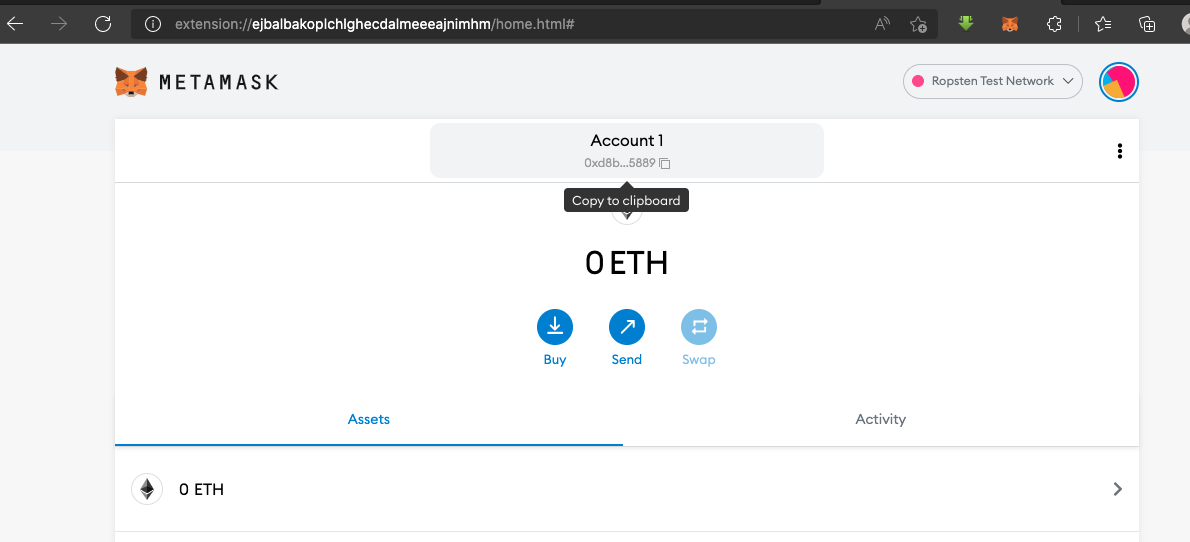 extension://ejbalbakoplchlghecdalmeeeajnimhm/home.html#
METAMASK
Ropsten Test Network
Account 1
0xd8b...5889
Copy to clipboard
0 ETH
Buy
Send
Swap
Assets
Activity
0 ETH